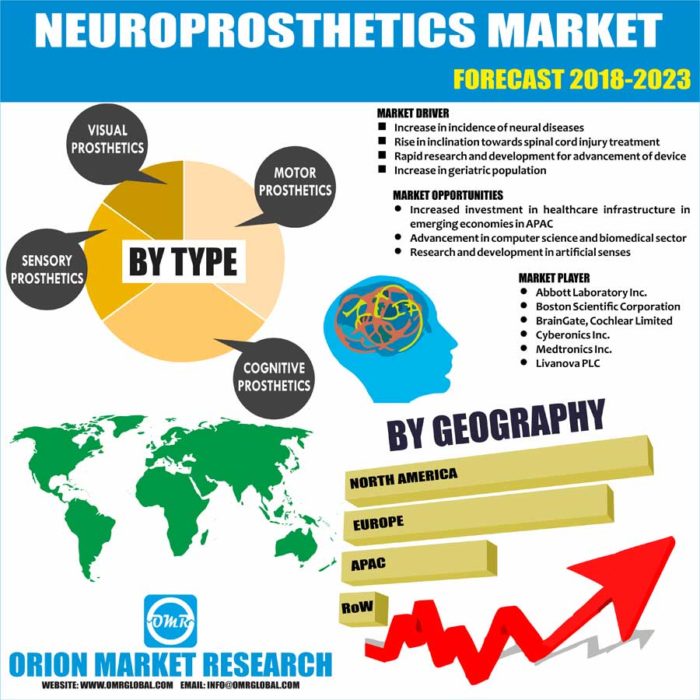 NEUROPROSTHETICS MARKET
FORECAST 2018-2023
VISUAL
PROSTHETICS
MOTOR
PROSTHETICS
SENSORY
PROSTHETICS
BY TYPE
COGNITIVE
PROSTHETICS
MARKET DRIVER
Increase in incidence of neural diseases
Rise in inclination towards spinal cord injury treatment
Rapid research and development for advancement of device
Increase in geriatric population
MARKET OPPORTUNITIES
Increased investment in healthcare infrastructure in
emerging economies in APAC
Advancement in computer science and biomedical sector
Research and development in artificial senses
MARKET PLAYER
Abbott Laboratory Inc.
Boston Scientific Corporation
BrainGate, Cochlear Limited
Cyberonics Inc.
Medtronics Inc.
Livanova PLC
BY GEOGRAPHY
NORTH AMERICA
EUROPE
APAC
RoW
OMR
ORION MARKET RESEARCH
WEBSITE: WWW.OMRGLOBAL.COM EMAIL: INFO@OMRGLOBAL.COM